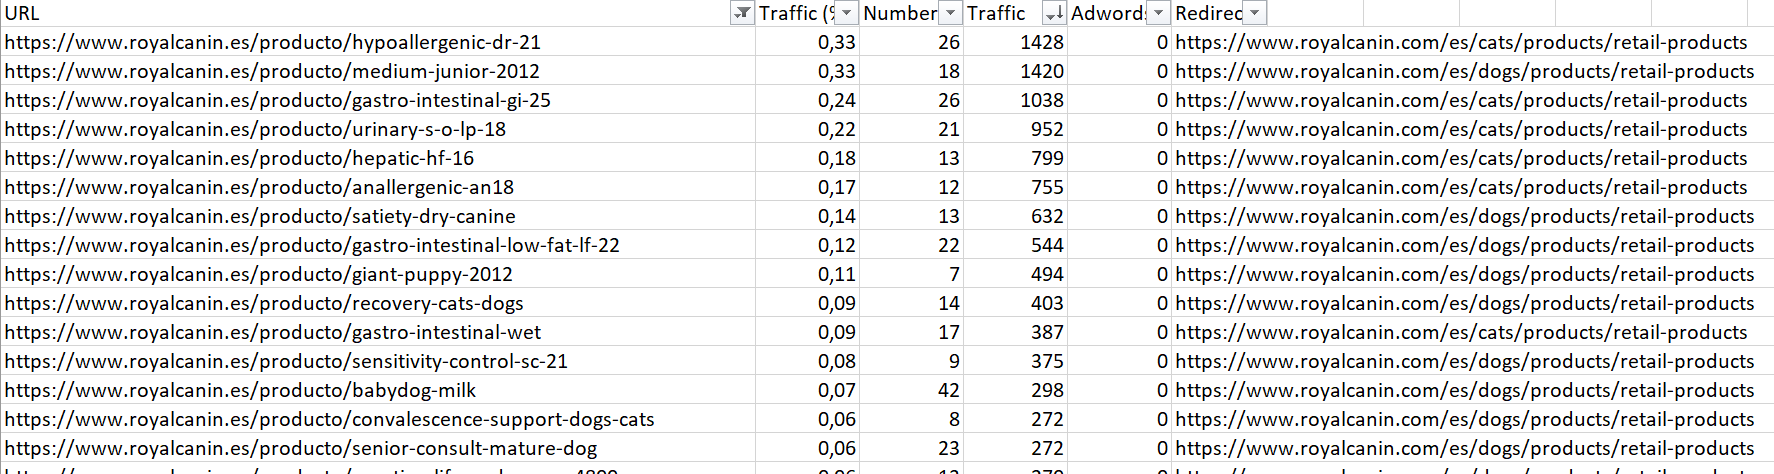 URL Traffic (% Number Traffic Adwords Redirec
https://www.royalcanin.es/producto/hypoallergenic-dr-21 0,33 26 1428 0 https://www.royalcanin.com/es/cats/products/retail-products
https://www.royalcanin.es/producto/medium-junior-2012 0,33 18 1420 0 https://www.royalcanin.com/es/dogs/products/retail-products
https://www.royalcanin.es/producto/gastro-intestinal-gi-25 0,24 26 1038 0 https://www.royalcanin.com/es/cats/products/retail-products
https://www.royalcanin.es/producto/urinary-s-o-lp-18 0,22 21 952 0 https://www.royalcanin.com/es/cats/products/retail-products
https://www.royalcanin.es/producto/hepatic-hf-16 0,18 13 799 0 https://www.royalcanin.com/es/cats/products/retail-products
https://www.royalcanin.es/producto/anallergenic-an18 0,17 12 755 0 https://www.royalcanin.com/es/cats/products/retail-products
https://www.royalcanin.es/producto/satiety-dry-canine 0,14 13 632 0 https://www.royalcanin.com/es/dogs/products/retail-products
https://www.royalcanin.es/producto/gastro-intestinal-low-fat-lf-22 0,12 22 544 0 https://www.royalcanin.com/es/dogs/products/retail-products
https://www.royalcanin.es/producto/giant-puppy-2012 0,11 7 494 0 https://www.royalcanin.com/es/dogs/products/retail-products
https://www.royalcanin.es/producto/recovery-cats-dogs 0,09 14 403 0 https://www.royalcanin.com/es/dogs/products/retail-products
https://www.royalcanin.es/producto/gastro-intestinal-wet 0,09 17 387 0 https://www.royalcanin.com/es/cats/products/retail-products
https://www.royalcanin.es/producto/sensitivity-control-sc-21 0,08 9 375 0 https://www.royalcanin.com/es/dogs/products/retail-products
https://www.royalcanin.es/producto/babydog-milk 0,07 42 298 0 https://www.royalcanin.com/es/dogs/products/retail-products
https://www.royalcanin.es/producto/convalescence-support-dogs-cats 0,06 8 272 0 https://www.royalcanin.com/es/dogs/products/retail-products
https://www.royalcanin.es/producto/senior-consult-mature-dog 0,06 23 272 0 https://www.royalcanin.com/es/dogs/products/retail-products